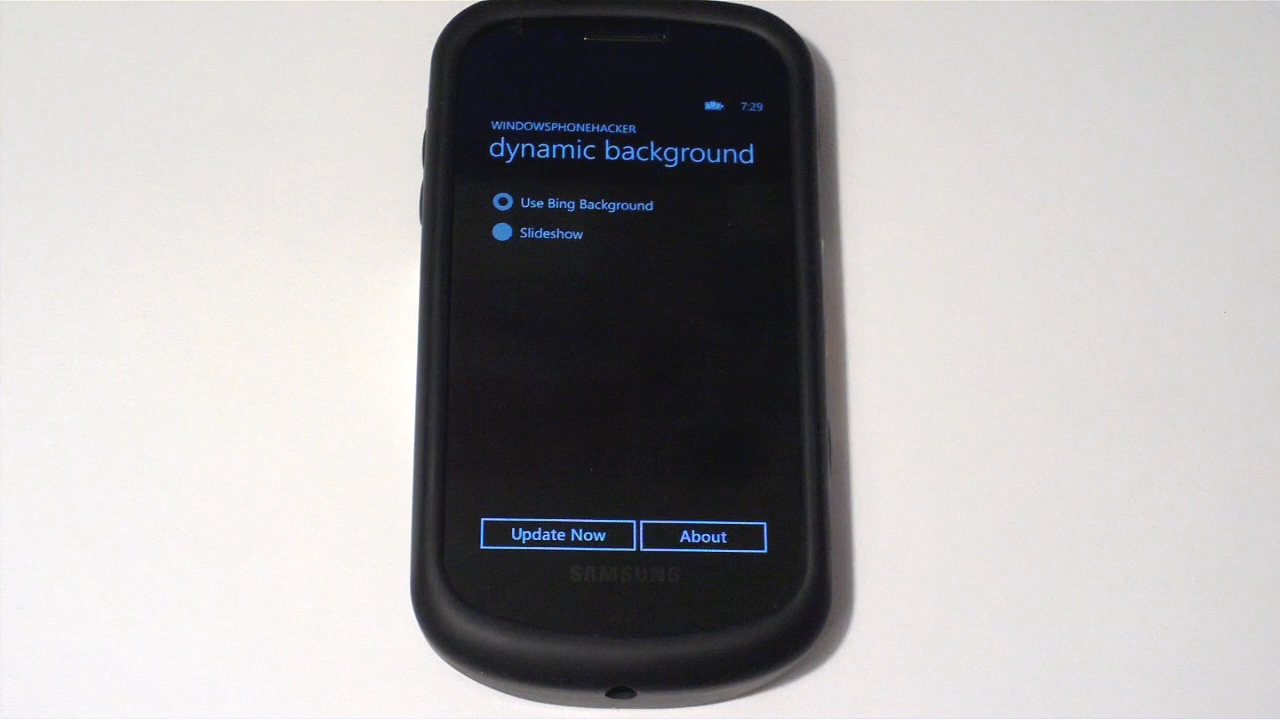 7:29
WINDOWSPHONEHACKER
dynamic background
Use Bing Background
Slideshow
Update Now
About
SAMSUNG